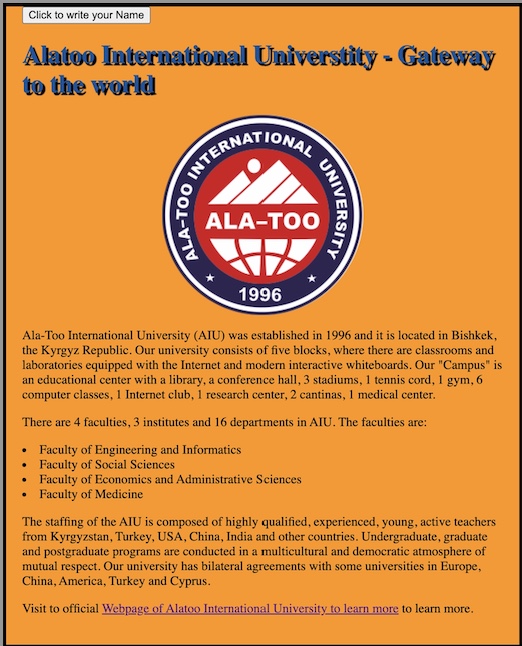 Click to write your Name
Alatoo International Universtity - Gateway
to the world
ALA-TOO INTERNATIONAL UNIVERSITY
ALA-TOO
1996
Ala-Too International University (AIU) was established in 1996 and it is located in Bishkek,
the Kyrgyz Republic. Our university consists of five blocks, where there are classrooms and
laboratories equipped with the Internet and modern interactive whiteboards. Our "Campus" is
an educational center with a library, a conference hall, 3 stadiums, 1 tennis cord, 1 gym, 6
computer classes, 1 Internet club, 1 research center, 2 cantinas, 1 medical center.
There are 4 faculties, 3 institutes and 16 departments in AIU. The faculties are:
• Faculty of Engineering and Informatics
• Faculty of Social Sciences
• Faculty of Economics and Administrative Sciences
• Faculty of Medicine
The staffing of the AIU is composed of highly qualified, experienced, young, active teachers
from Kyrgyzstan, Turkey, USA, China, India and other countries. Undergraduate, graduate
and postgraduate programs are conducted in a multicultural and democratic atmosphere of
mutual respect. Our university has bilateral agreements with some universities in Europe,
China, America, Turkey and Cyprus.
Visit to official Webpage of Alatoo International University to learn more to learn more.